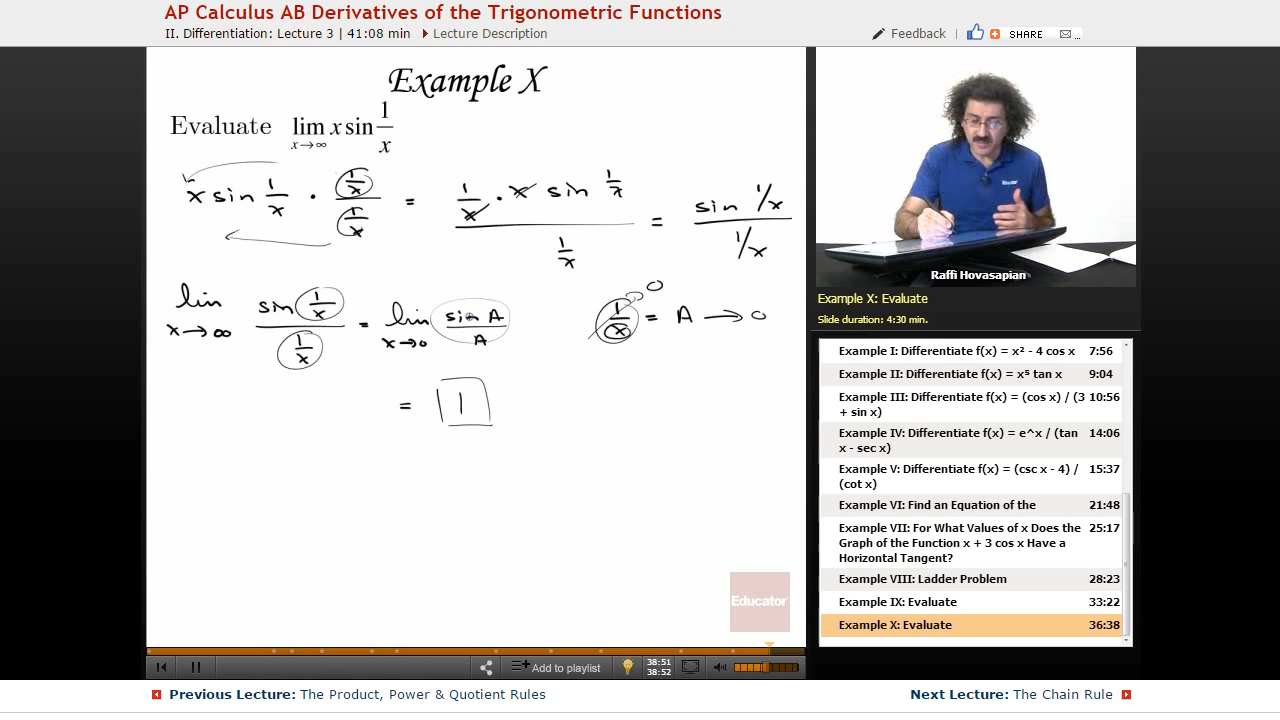 AP Calculus AB Derivatives of the Trigonometric Functions
II. Differentiation: Lecture 3 | 41:08 min Lecture Description
Feedback | SHARE
Example X
Evaluate lim x→∞ x sin 1/x
x sin 1/x · (1/x)/(1/x) = (1/x · x sin 1/x)/(1/x) = (sin 1/x)/(1/x)
lim x→∞ sin(1/x)/(1/x) = lim x→0 sin A/A 1/x = A → 0 0
= 1
Educator
Raffi Hovasapian
Example X: Evaluate
Slide duration: 4:30 min.
Example I: Differentiate f(x) = x² - 4 cos x 7:56
Example II: Differentiate f(x) = x⁵ tan x 9:04
Example III: Differentiate f(x) = (cos x) / (3 10:56
+ sin x)
Example IV: Differentiate f(x) = e^x / (tan 14:06
x - sec x)
Example V: Differentiate f(x) = (csc x - 4) / 15:37
(cot x)
Example VI: Find an Equation of the 21:48
Example VII: For What Values of x Does the 25:17
Graph of the Function x + 3 cos x Have a
Horizontal Tangent?
Example VIII: Ladder Problem 28:23
Example IX: Evaluate 33:22
Example X: Evaluate 36:38
Add to playlist 38:51
38:52
Previous Lecture: The Product, Power & Quotient Rules
Next Lecture: The Chain Rule